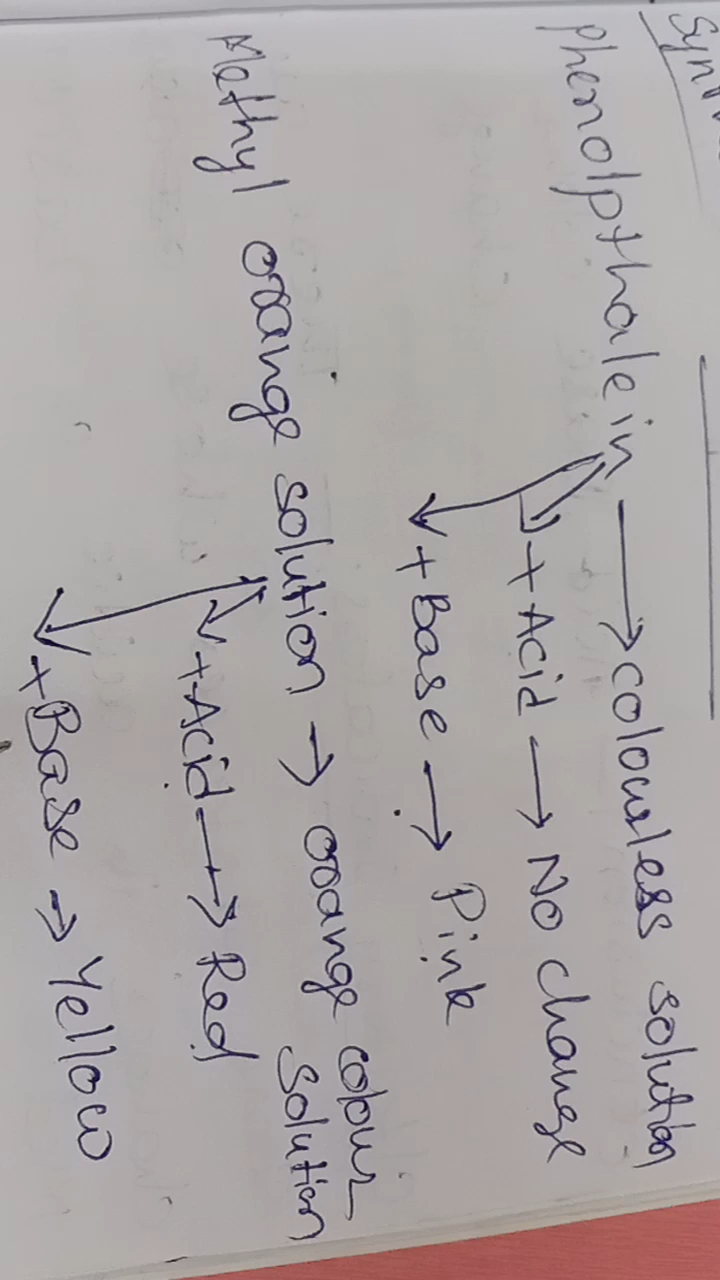 Phenolpthalein → colourless solution
+ Acid → No change
+ Base → Pink
Methyl orange solution → orange colour
solution
+ Acid → Red
+ Base → Yellow